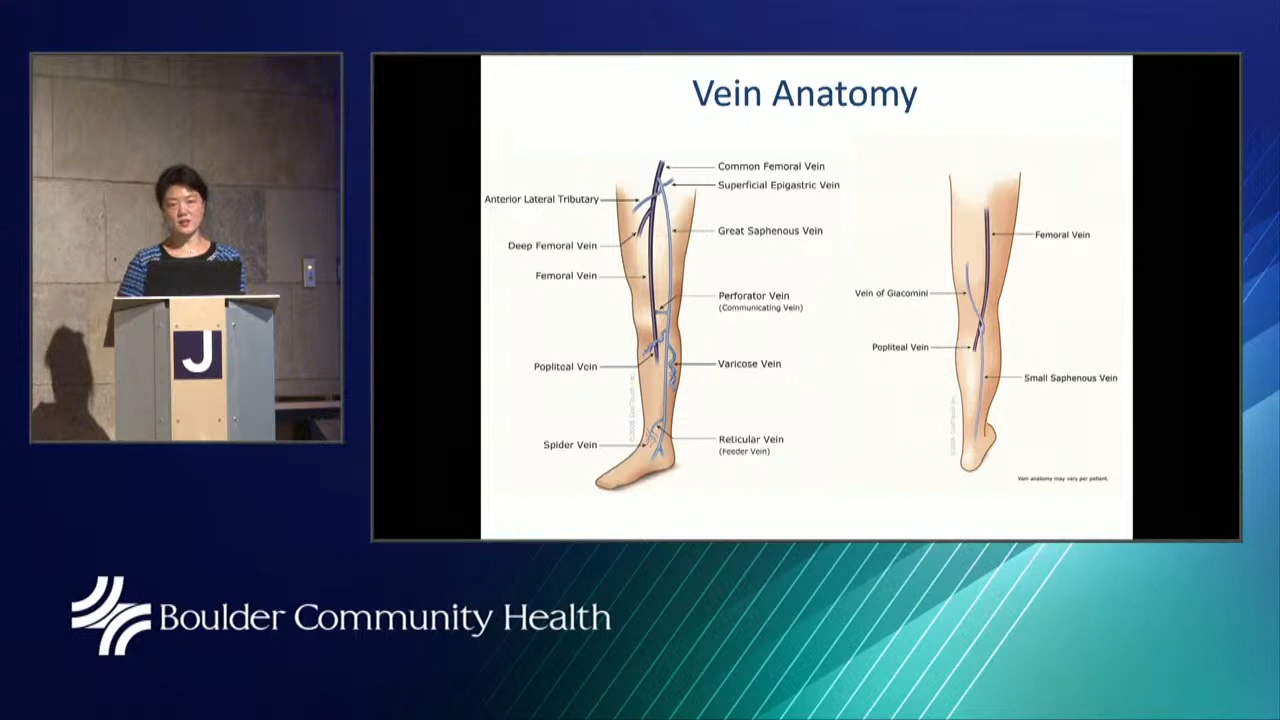 Vein Anatomy
Common Femoral Vein
Superficial Epigastric Vein
Anterior Lateral Tributary
Great Saphenous Vein
Deep Femoral Vein
Femoral Vein
Perforator Vein
(Communicating Vein)
Popliteal Vein
Varicose Vein
Spider Vein
Reticular Vein
(Feeder Vein)
Femoral Vein
Vein of Giacomini
Popliteal Vein
Small Saphenous Vein
Vein anatomy may vary per patient.
J
Boulder Community Health